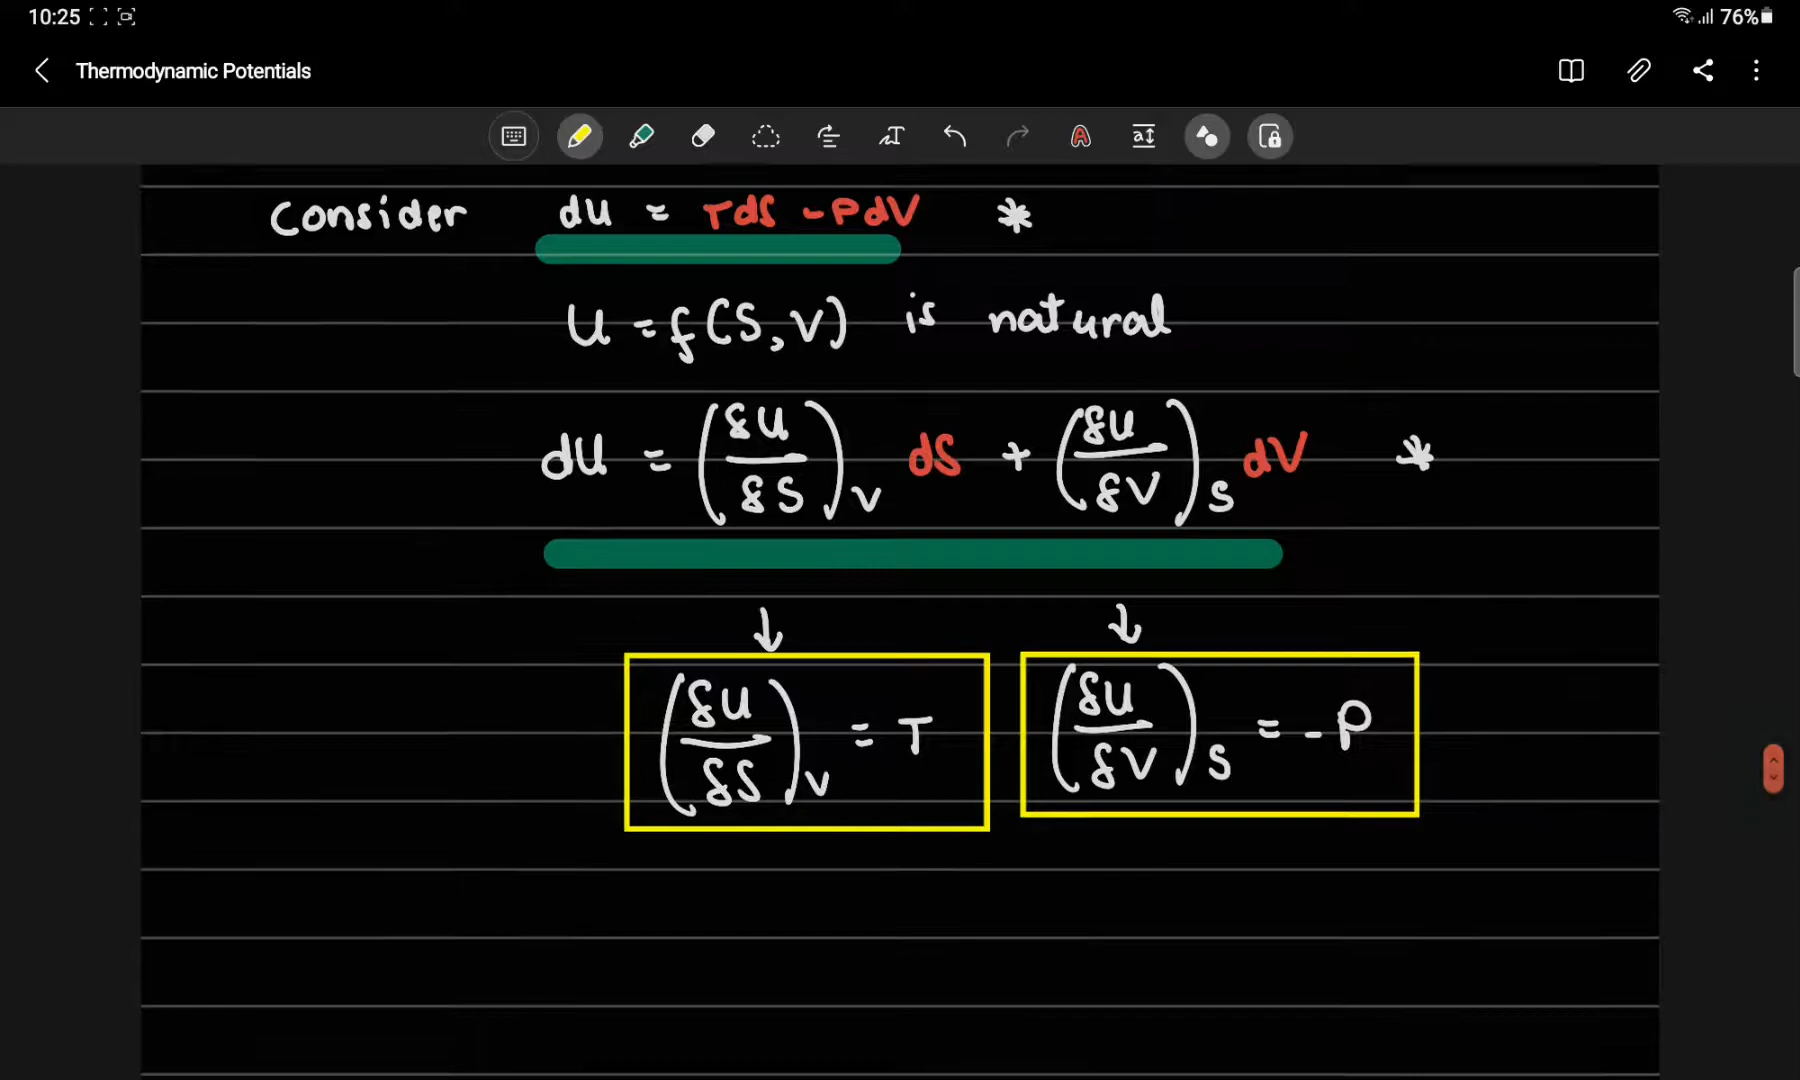 10:25 76%
Thermodynamic Potentials
Consider dU = TdS - PdV *
U = f(S, V) is natural
dU = (δU/δS)_V dS + (δU/δV)_S dV *
↓ ↓
(δU/δS)_V = T (δU/δV)_S = -P